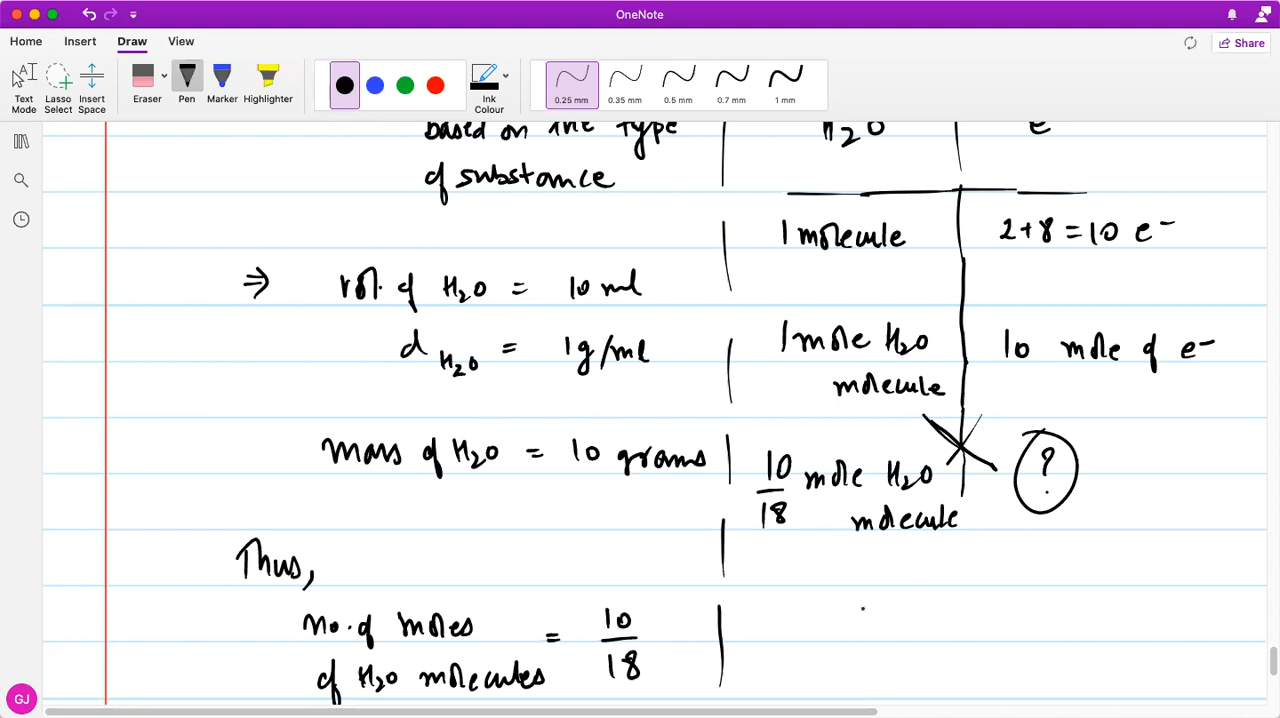 OneNote
Home Insert Draw View
Share
Text Mode
Lasso Select
Insert Space
Eraser
Pen
Marker
Highlighter
Ink Colour
0.25 mm
0.35 mm
0.5 mm
0.7 mm
1 mm
based on the type
of substance
H2O
e
1 molecule
2+8 = 10 e-
⇒ vol. of H2O = 10 ml
d H2O = 1g/ml
1 mole H2O
molecule
10 mole of e-
mass of H2O = 10 grams
10/18 mole H2O
molecule
?
Thus,
no. of moles
of H2O molecules
= 10/18
GJ